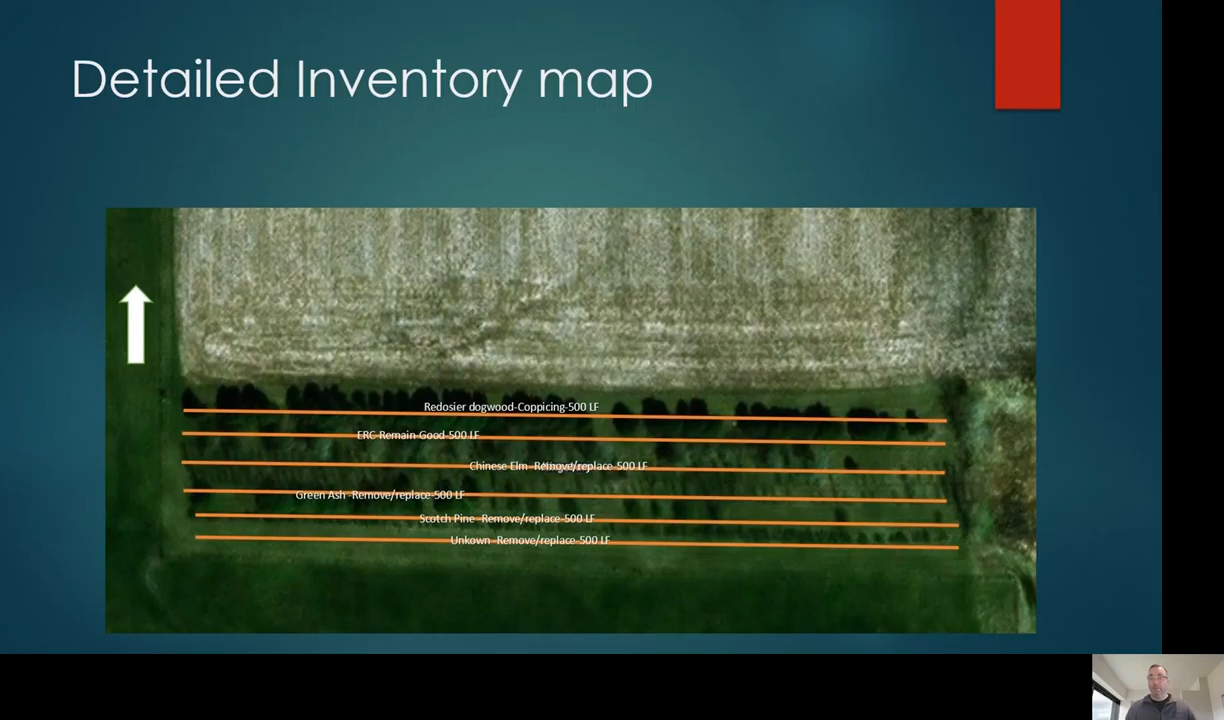 Detailed Inventory map
Redosier dogwood-Coppicing-500 LF
ERC-Remain-Good-500 LF
Chinese Elm -Remove/replace-500 LF
Green Ash -Remove/replace-500 LF
Scotch Pine -Remove/replace-500 LF
Unkown -Remove/replace-500 LF